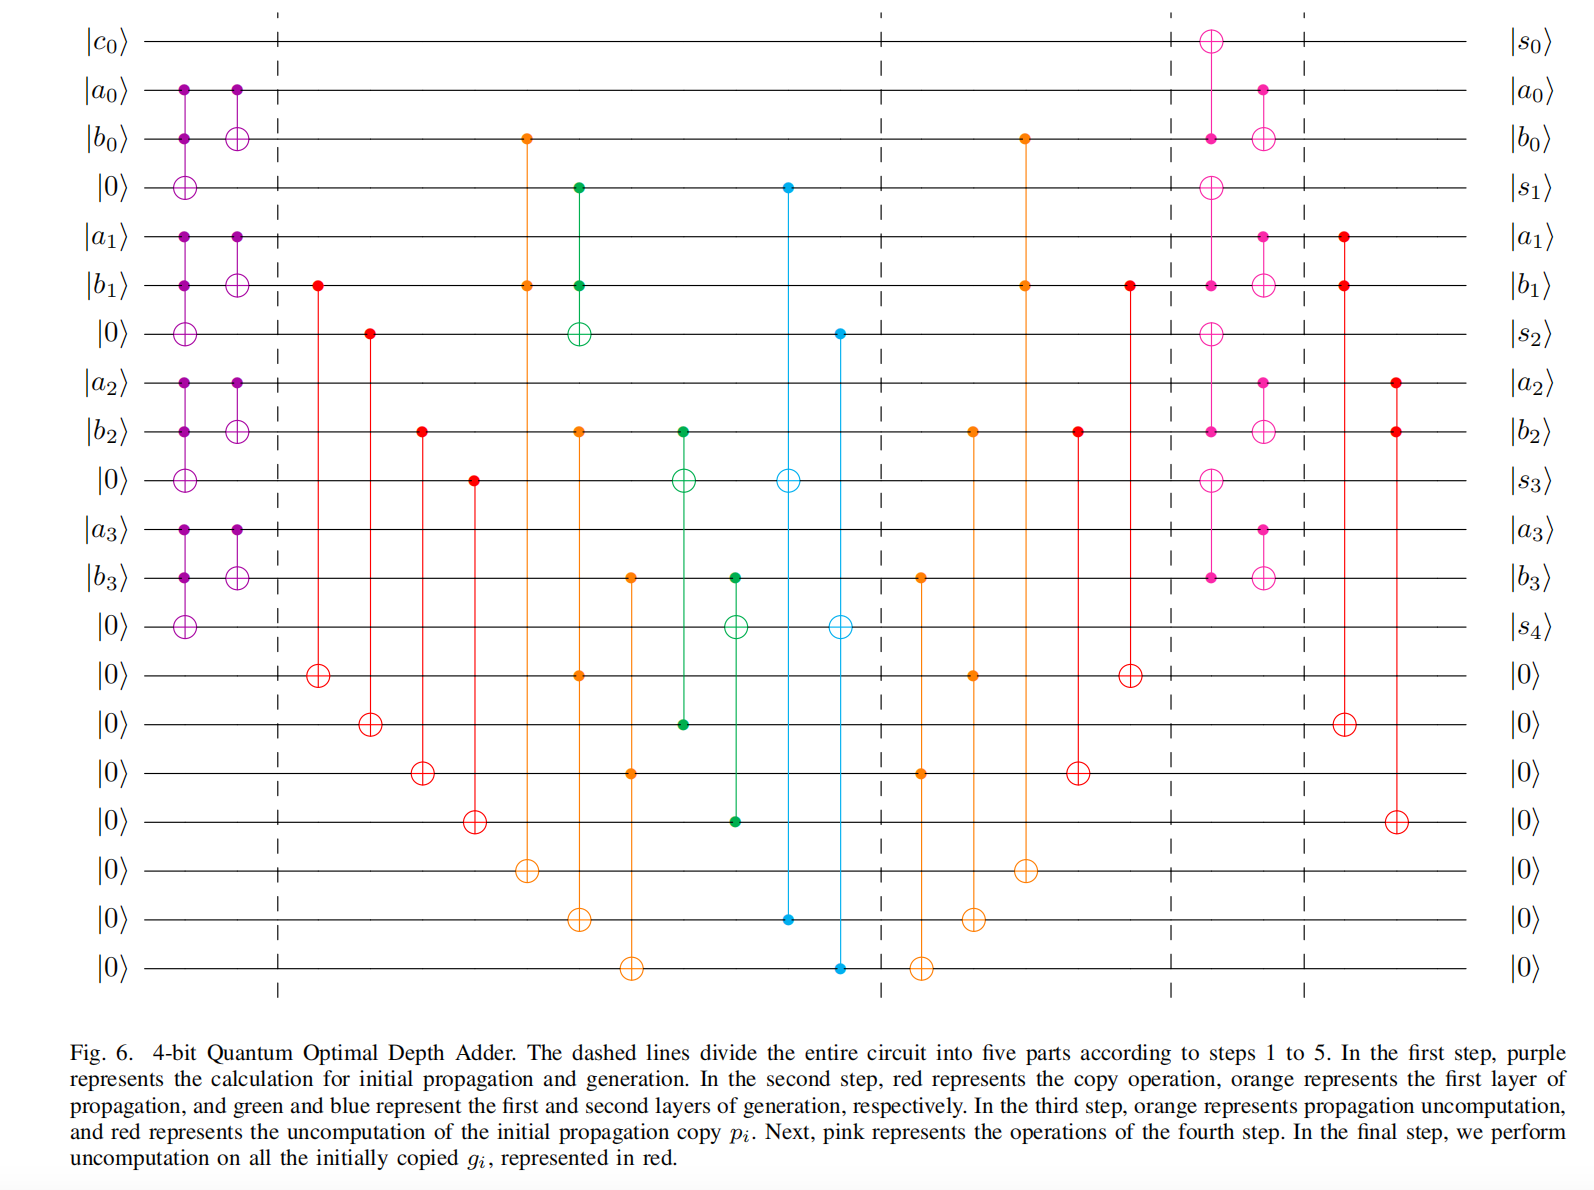 |c₀⟩ |s₀⟩
|a₀⟩ |a₀⟩
|b₀⟩ |b₀⟩
|0⟩ |s₁⟩
|a₁⟩ |a₁⟩
|b₁⟩ |b₁⟩
|0⟩ |s₂⟩
|a₂⟩ |a₂⟩
|b₂⟩ |b₂⟩
|0⟩ |s₃⟩
|a₃⟩ |a₃⟩
|b₃⟩ |b₃⟩
|0⟩ |s₄⟩
|0⟩ |0⟩
|0⟩ |0⟩
|0⟩ |0⟩
|0⟩ |0⟩
|0⟩ |0⟩
|0⟩ |0⟩
|0⟩ |0⟩
Fig. 6. 4-bit Quantum Optimal Depth Adder. The dashed lines divide the entire circuit into five parts according to steps 1 to 5. In the first step, purple
represents the calculation for initial propagation and generation. In the second step, red represents the copy operation, orange represents the first layer of
propagation, and green and blue represent the first and second layers of generation, respectively. In the third step, orange represents propagation uncomputation,
and red represents the uncomputation of the initial propagation copy pᵢ. Next, pink represents the operations of the fourth step. In the final step, we perform
uncomputation on all the initially copied gᵢ, represented in red.